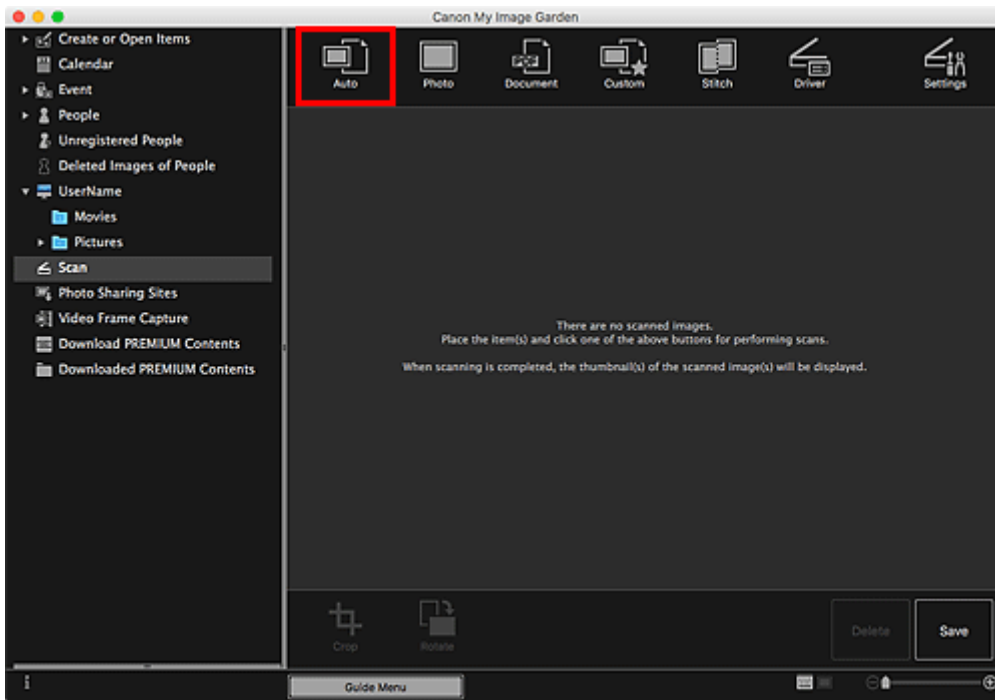 Canon My Image Garden
Create or Open Items
Calendar
Event
People
Unregistered People
Deleted Images of People
UserName
Movies
Pictures
Scan
Photo Sharing Sites
Video Frame Capture
Download PREMIUM Contents
Downloaded PREMIUM Contents
Auto
Photo
PDF
Document
Custom
Stitch
Driver
Settings
There are no scanned images.
Place the item(s) and click one of the above buttons for performing scans.
When scanning is completed, the thumbnail(s) of the scanned image(s) will be displayed.
Crop
Rotate
Delete
Save
i
Guide Menu